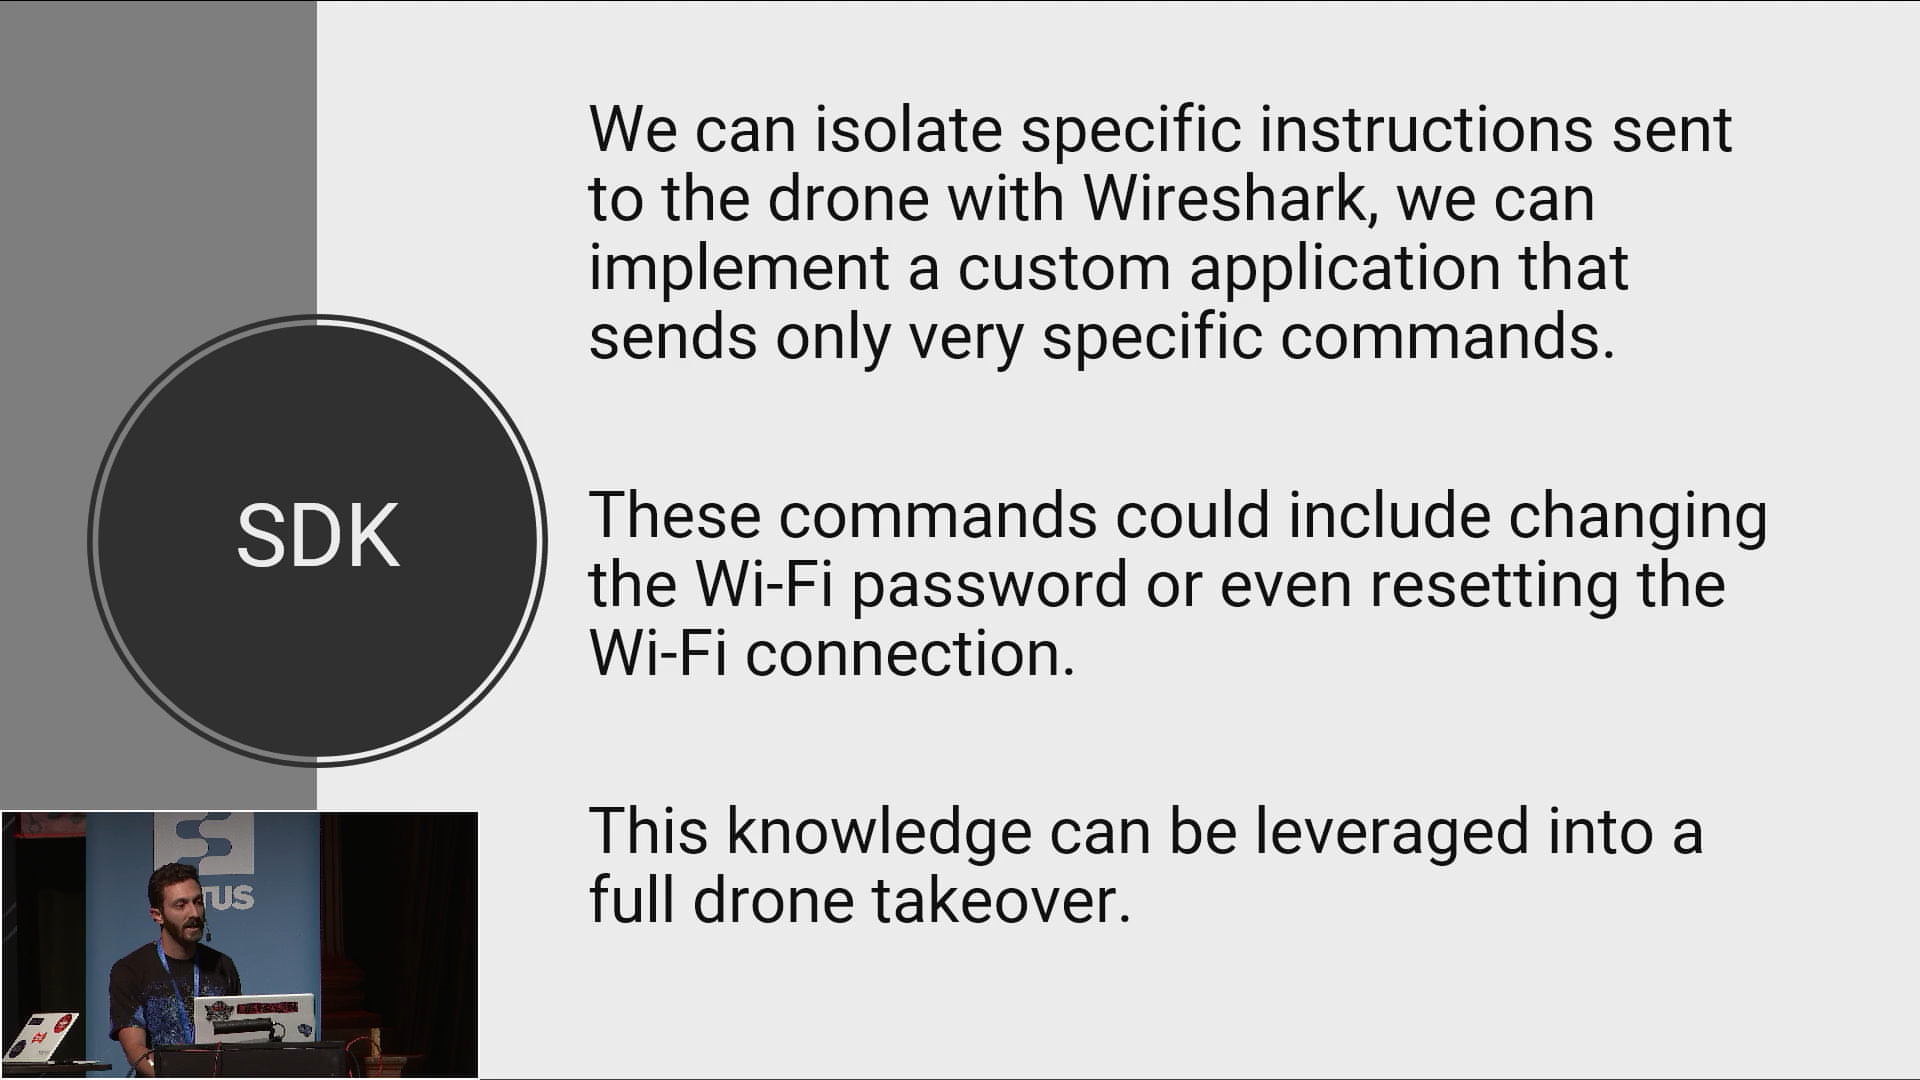 We can isolate specific instructions sent
to the drone with Wireshark, we can
implement a custom application that
sends only very specific commands.
SDK
These commands could include changing
the Wi-Fi password or even resetting the
Wi-Fi connection.
This knowledge can be leveraged into a
full drone takeover.